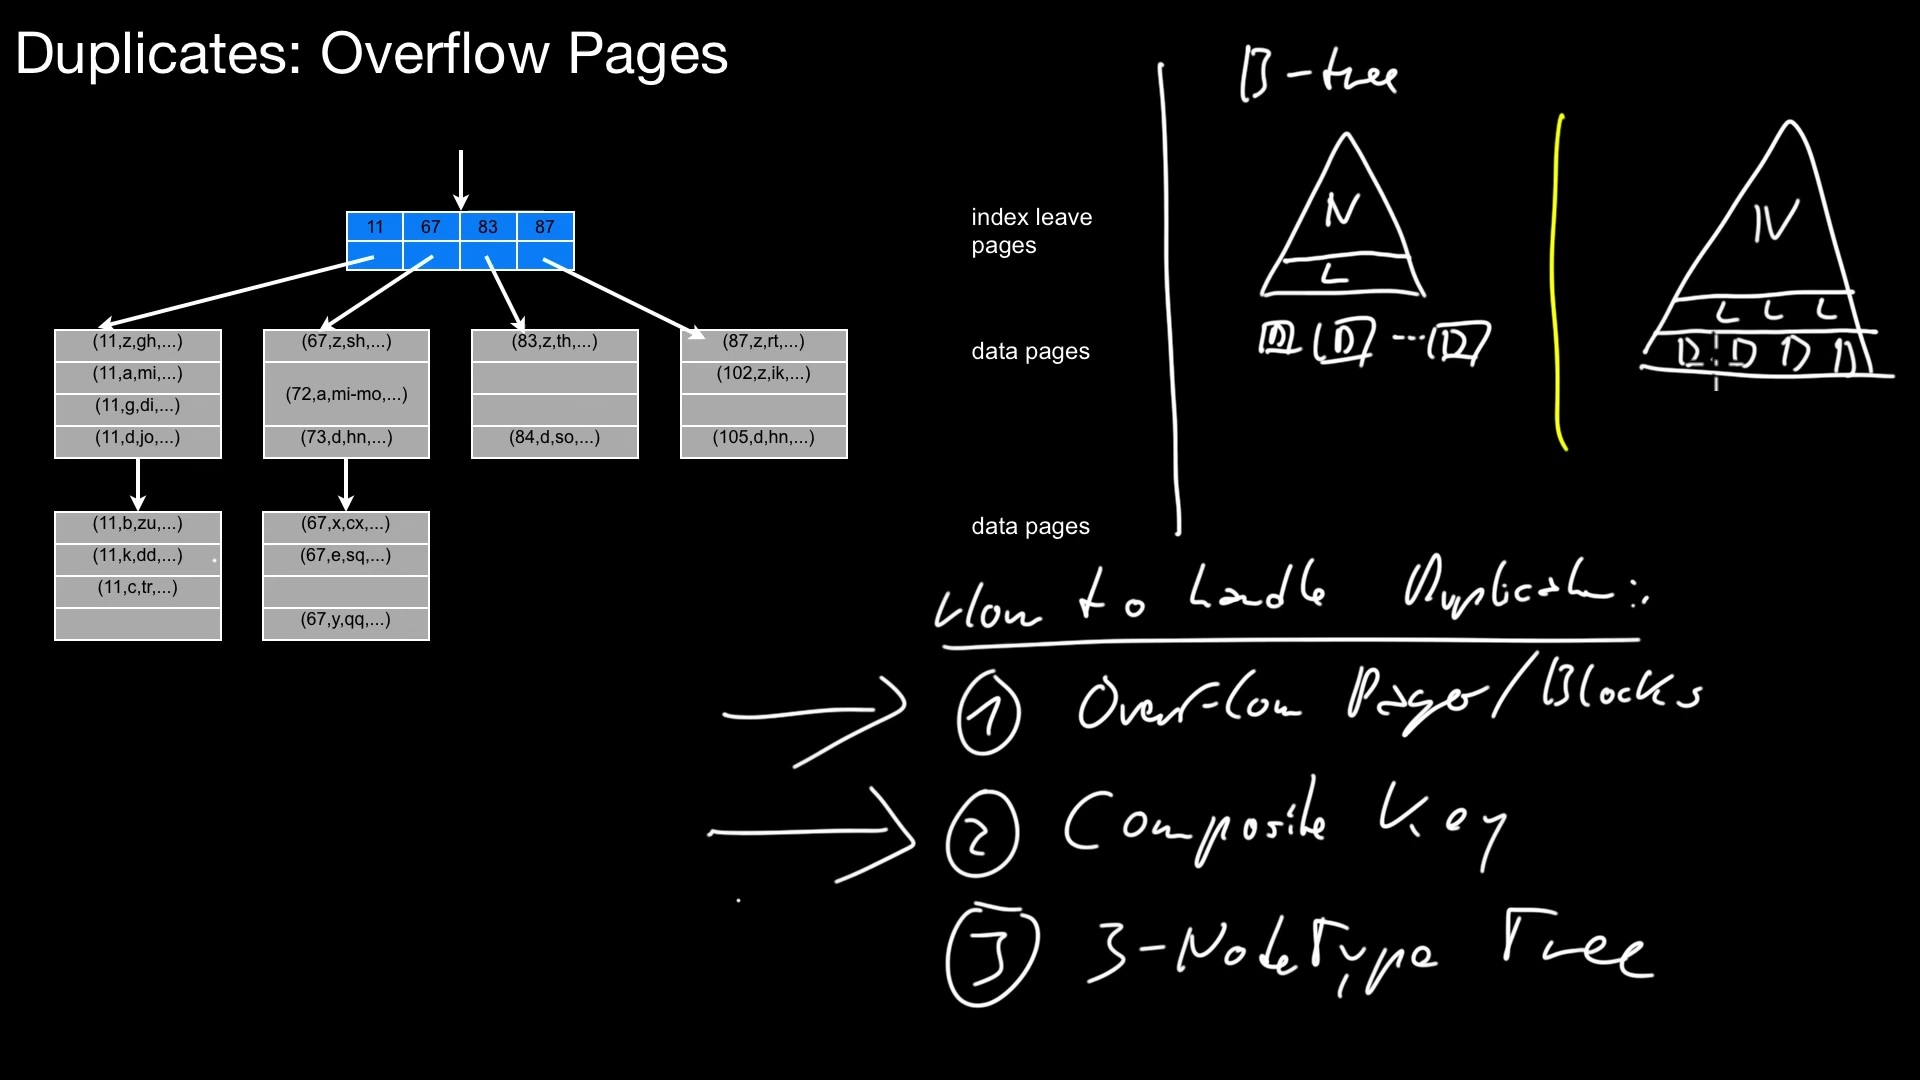 Duplicates: Overflow Pages
B-tree
11 67 83 87
index leave
pages
N
L
D D ... D
N
L L L
D D D D
(11,z,gh,...) (67,z,sh,...) (83,z,th,...) (87,z,rt,...)
(11,a,mi,...) (72,a,mi-mo,...) (102,z,ik,...)
(11,g,di,...)
(11,d,jo,...) (73,d,hn,...) (84,d,so,...) (105,d,hn,...)
data pages
(11,b,zu,...) (67,x,cx,...)
(11,k,dd,...) (67,e,sq,...)
(11,c,tr,...)
(67,y,qq,...)
data pages
How to handle Duplicates:
1 Overflow Pages/Blocks
2 Composite Key
3 3-NodeType Tree